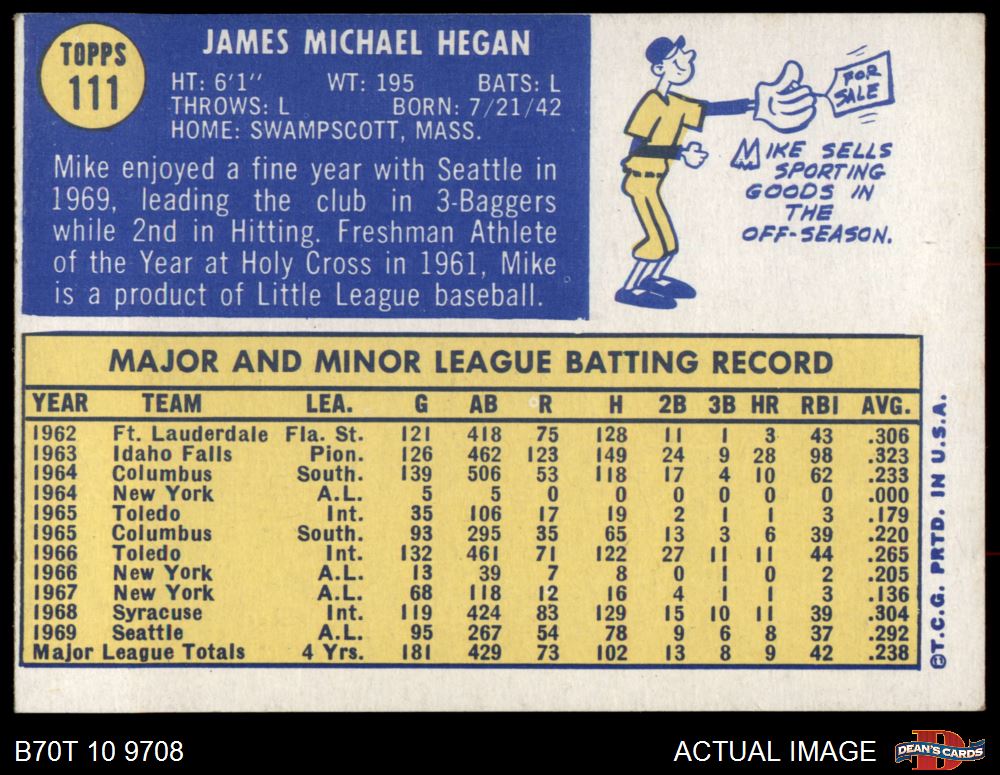 TOPPS
111
JAMES MICHAEL HEGAN
HT: 6'1" WT: 195 BATS: L
THROWS: L BORN: 7/21/42
HOME: SWAMPSCOTT, MASS.
Mike enjoyed a fine year with Seattle in
1969, leading the club in 3-Baggers
while 2nd in Hitting. Freshman Athlete
of the Year at Holy Cross in 1961, Mike
is a product of Little League baseball.
FOR
SALE
MIKE SELLS
SPORTING
GOODS IN
THE
OFF-SEASON.
MAJOR AND MINOR LEAGUE BATTING RECORD
YEAR TEAM LEA. G AB R H 2B 3B HR RBI AVG.
1962 Ft. Lauderdale Fla. St. 121 418 75 128 11 1 3 43 .306
1963 Idaho Falls Pion. 126 462 123 149 24 9 28 98 .323
1964 Columbus South. 139 506 53 118 17 4 10 62 .233
1964 New York A.L. 5 5 0 0 0 0 0 0 .000
1965 Toledo Int. 35 106 17 19 2 1 1 3 .179
1965 Columbus South. 93 295 35 65 13 3 6 39 .220
1966 Toledo Int. 132 461 71 122 27 11 11 44 .265
1966 New York A.L. 13 39 7 8 0 1 0 2 .205
1967 New York A.L. 68 118 12 16 4 1 1 3 .136
1968 Syracuse Int. 119 424 83 129 15 10 11 39 .304
1969 Seattle A.L. 95 267 54 78 9 6 8 37 .292
Major League Totals 4 Yrs. 181 429 73 102 13 8 9 42 .238
©T.C.G. PRTD. IN U.S.A.
B70T 10 9708
ACTUAL IMAGE
DEAN'S CARDS